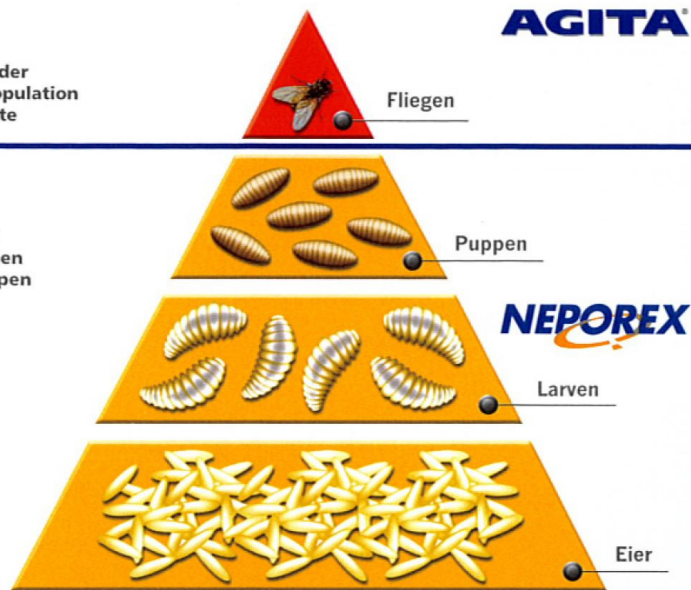 AGITA®
der
opulation
te
Fliegen
en
pen
Puppen
NEPOREX
Larven
Eier